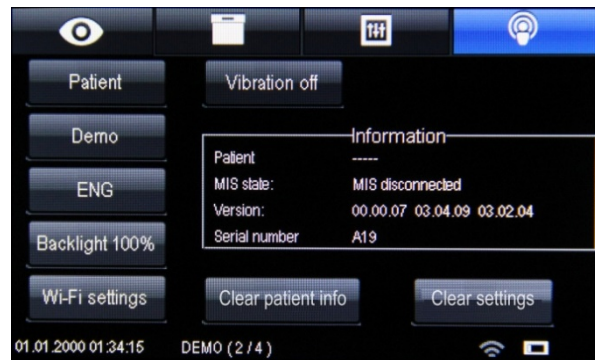 Patient
Vibration off
Demo
ENG
Backlight 100%
Wi-Fi settings
Information
Patient -----
MIS state: MIS disconnected
Version: 00.00.07 03.04.09 03.02.04
Serial number A19
Clear patient info
Clear settings
01.01.2000 01:34:15 DEMO ( 2 / 4 )